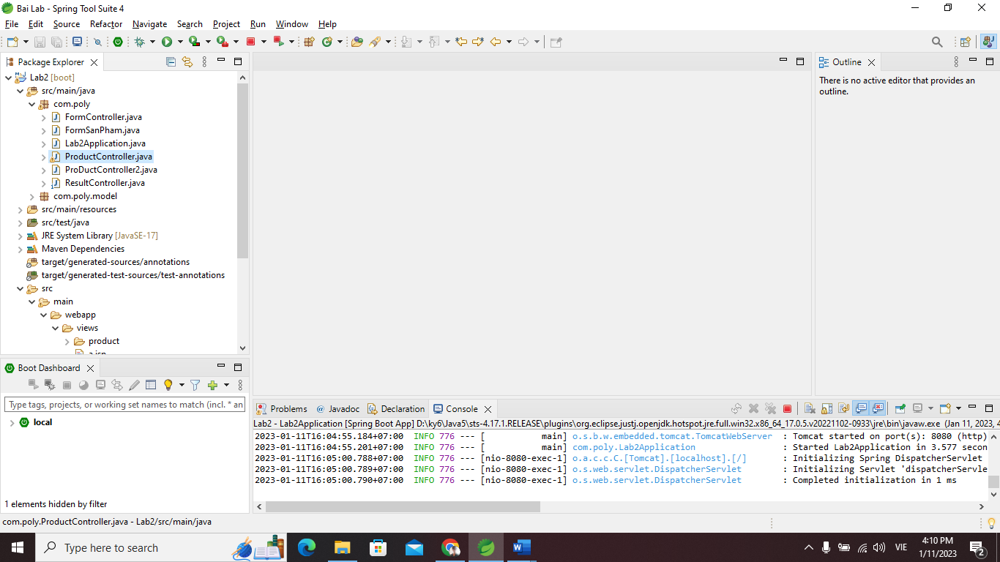 Bai Lab - Spring Tool Suite 4
File Edit Source Refactor Navigate Search Project Run Window Help
Package Explorer
Lab2 [boot]
src/main/java
com.poly
FormController.java
FormSanPham.java
Lab2Application.java
ProductController.java
ProDuctController2.java
ResultController.java
com.poly.model
src/main/resources
src/test/java
JRE System Library [JavaSE-17]
Maven Dependencies
target/generated-sources/annotations
target/generated-test-sources/test-annotations
src
main
webapp
views
product
a.jsp
Outline
There is no active editor that provides an
outline.
Boot Dashboard
Type tags, projects, or working set names to match (incl. * an
local
1 elements hidden by filter
Problems @ Javadoc Declaration Console
Lab2 - Lab2Application [Spring Boot App] D:\ky6\Java5\sts-4.17.1.RELEASE\plugins\org.eclipse.justj.openjdk.hotspot.jre.full.win32.x86_64_17.0.5.v20221102-0933\jre\bin\javaw.exe (Jan 11, 2023, 4
2023-01-11T16:04:55.184+07:00 INFO 776 --- [ main] o.s.b.w.embedded.tomcat.TomcatWebServer : Tomcat started on port(s): 8080 (http)
2023-01-11T16:04:55.201+07:00 INFO 776 --- [ main] com.poly.Lab2Application : Started Lab2Application in 3.577 secon
2023-01-11T16:05:00.788+07:00 INFO 776 --- [nio-8080-exec-1] o.a.c.c.C.[Tomcat].[localhost].[/] : Initializing Spring DispatcherServlet
2023-01-11T16:05:00.789+07:00 INFO 776 --- [nio-8080-exec-1] o.s.web.servlet.DispatcherServlet : Initializing Servlet 'dispatcherServle
2023-01-11T16:05:00.790+07:00 INFO 776 --- [nio-8080-exec-1] o.s.web.servlet.DispatcherServlet : Completed initialization in 1 ms
com.poly.ProductController.java - Lab2/src/main/java
Type here to search
VIE
4:10 PM
1/11/2023
2